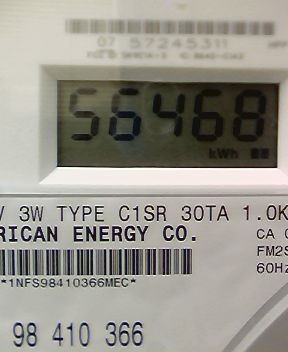 07 57245311
56468
kWh
V 3W TYPE C1SR 30TA 1.0K
RICAN ENERGY CO.
CA 0
FM2S
60Hz
*1NFS98410366MEC*
98 410 366